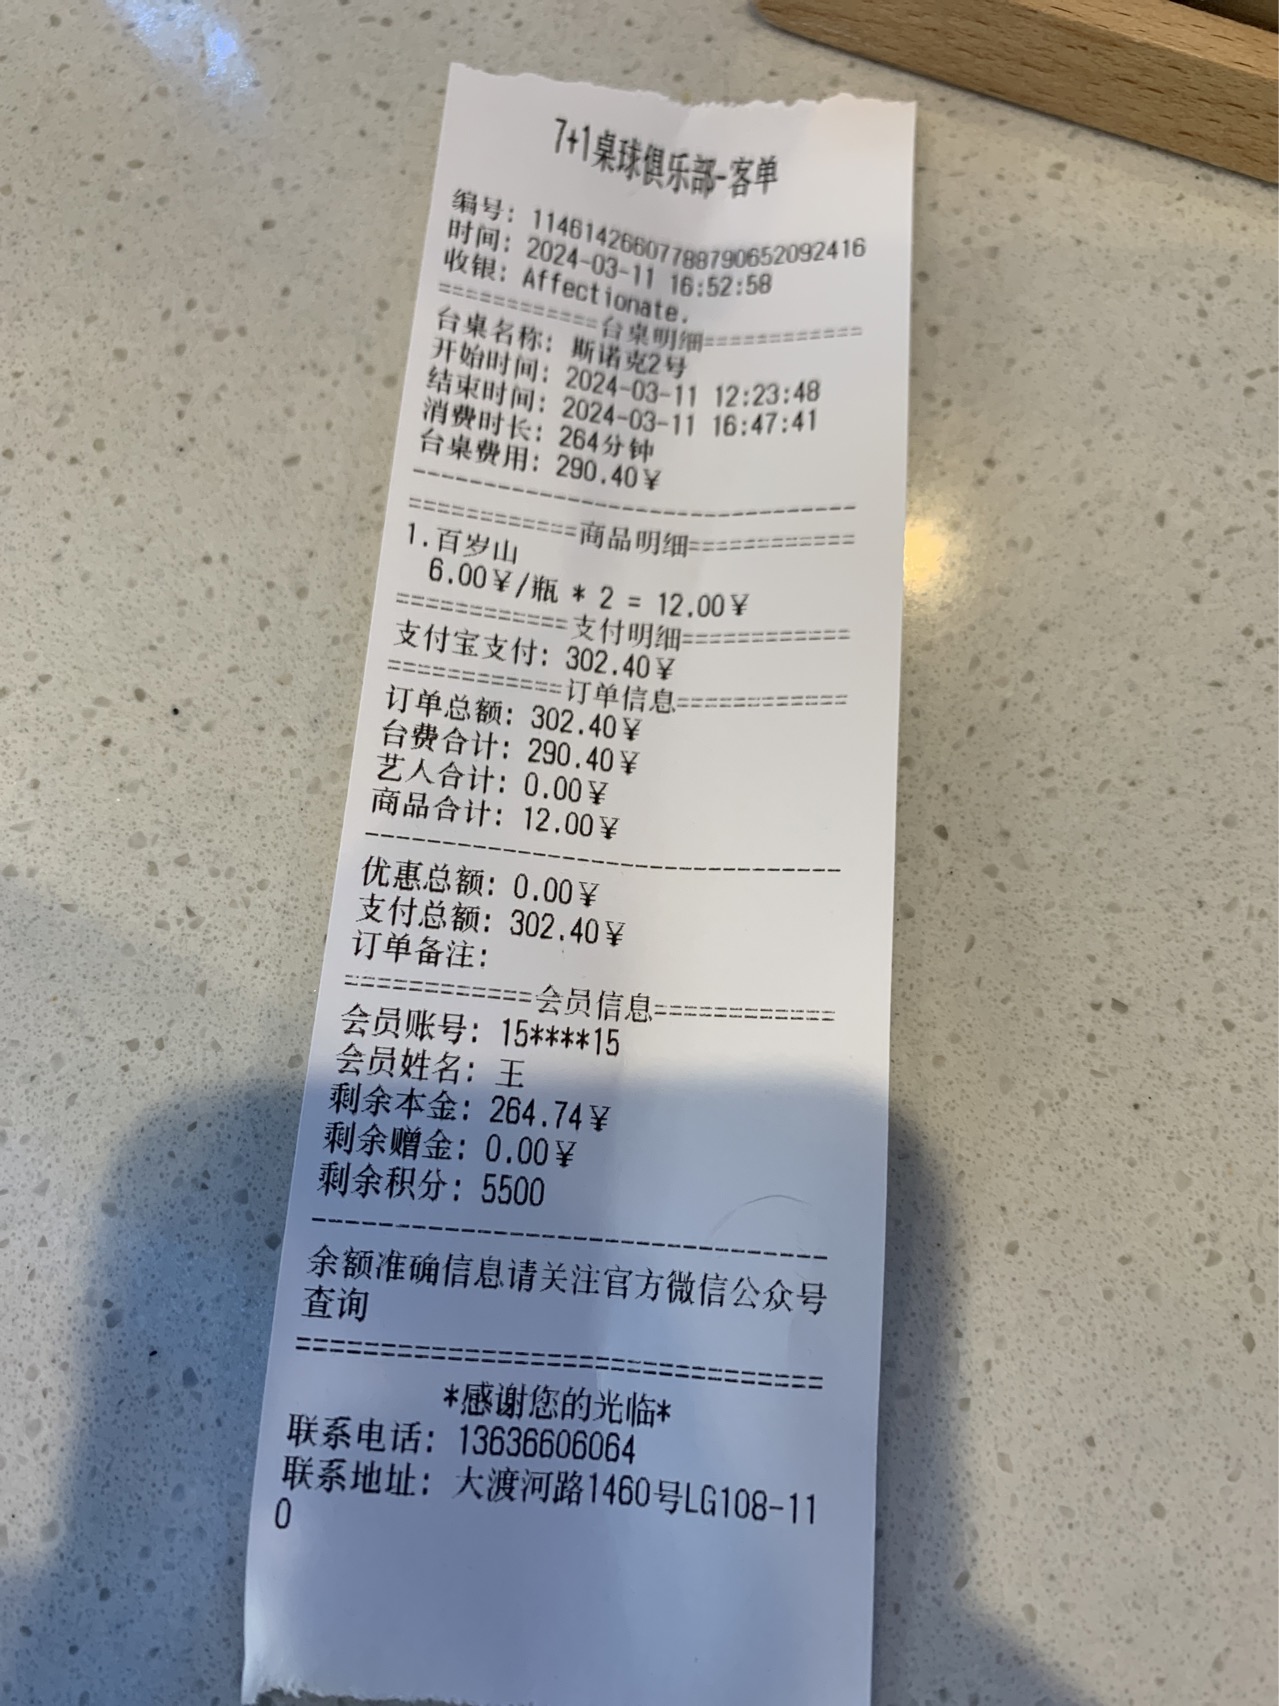 7+1桌球俱乐部-客单
编号: 1146142660778879065209​2416
时间: 2024-03-11 16:52:58
收银: Affectionate.
============台桌明细============
台桌名称: 斯诺克2号
开始时间: 2024-03-11 12:23:48
结束时间: 2024-03-11 16:47:41
消费时长: 264分钟
台桌费用: 290.40¥
--------------------------------
============商品明细============
1.百岁山
6.00¥/瓶 * 2 = 12.00¥
============支付明细============
支付宝支付: 302.40¥
============订单信息============
订单总额: 302.40¥
台费合计: 290.40¥
艺人合计: 0.00¥
商品合计: 12.00¥
--------------------------------
优惠总额: 0.00¥
支付总额: 302.40¥
订单备注:
============会员信息============
会员账号: 15****15
会员姓名: 王
剩余本金: 264.74¥
剩余赠金: 0.00¥
剩余积分: 5500
--------------------------------
余额准确信息请关注官方微信公众号
查询
================================
*感谢您的光临*
联系电话: 13636606064
联系地址: 大渡河路1460号LG108-11
0